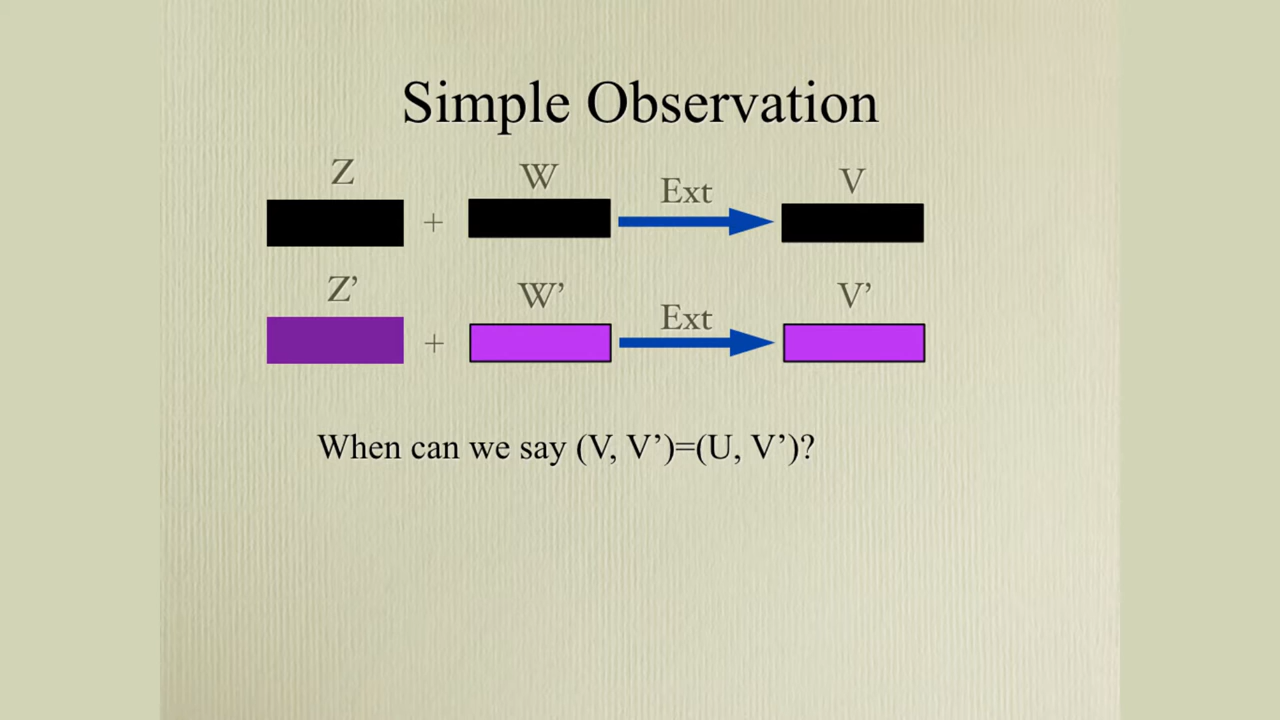 Simple Observation
Z W Ext V
+
Z’ W’ Ext V’
+
When can we say (V, V’)=(U, V’)?